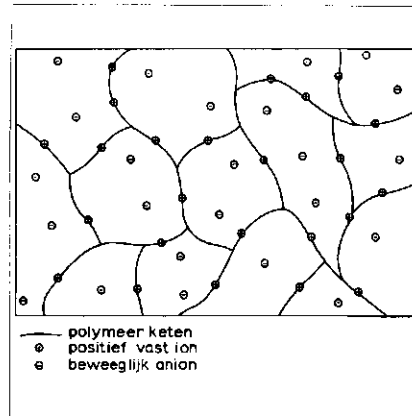 polymeer keten
positief vast ion
beweeglijk anion